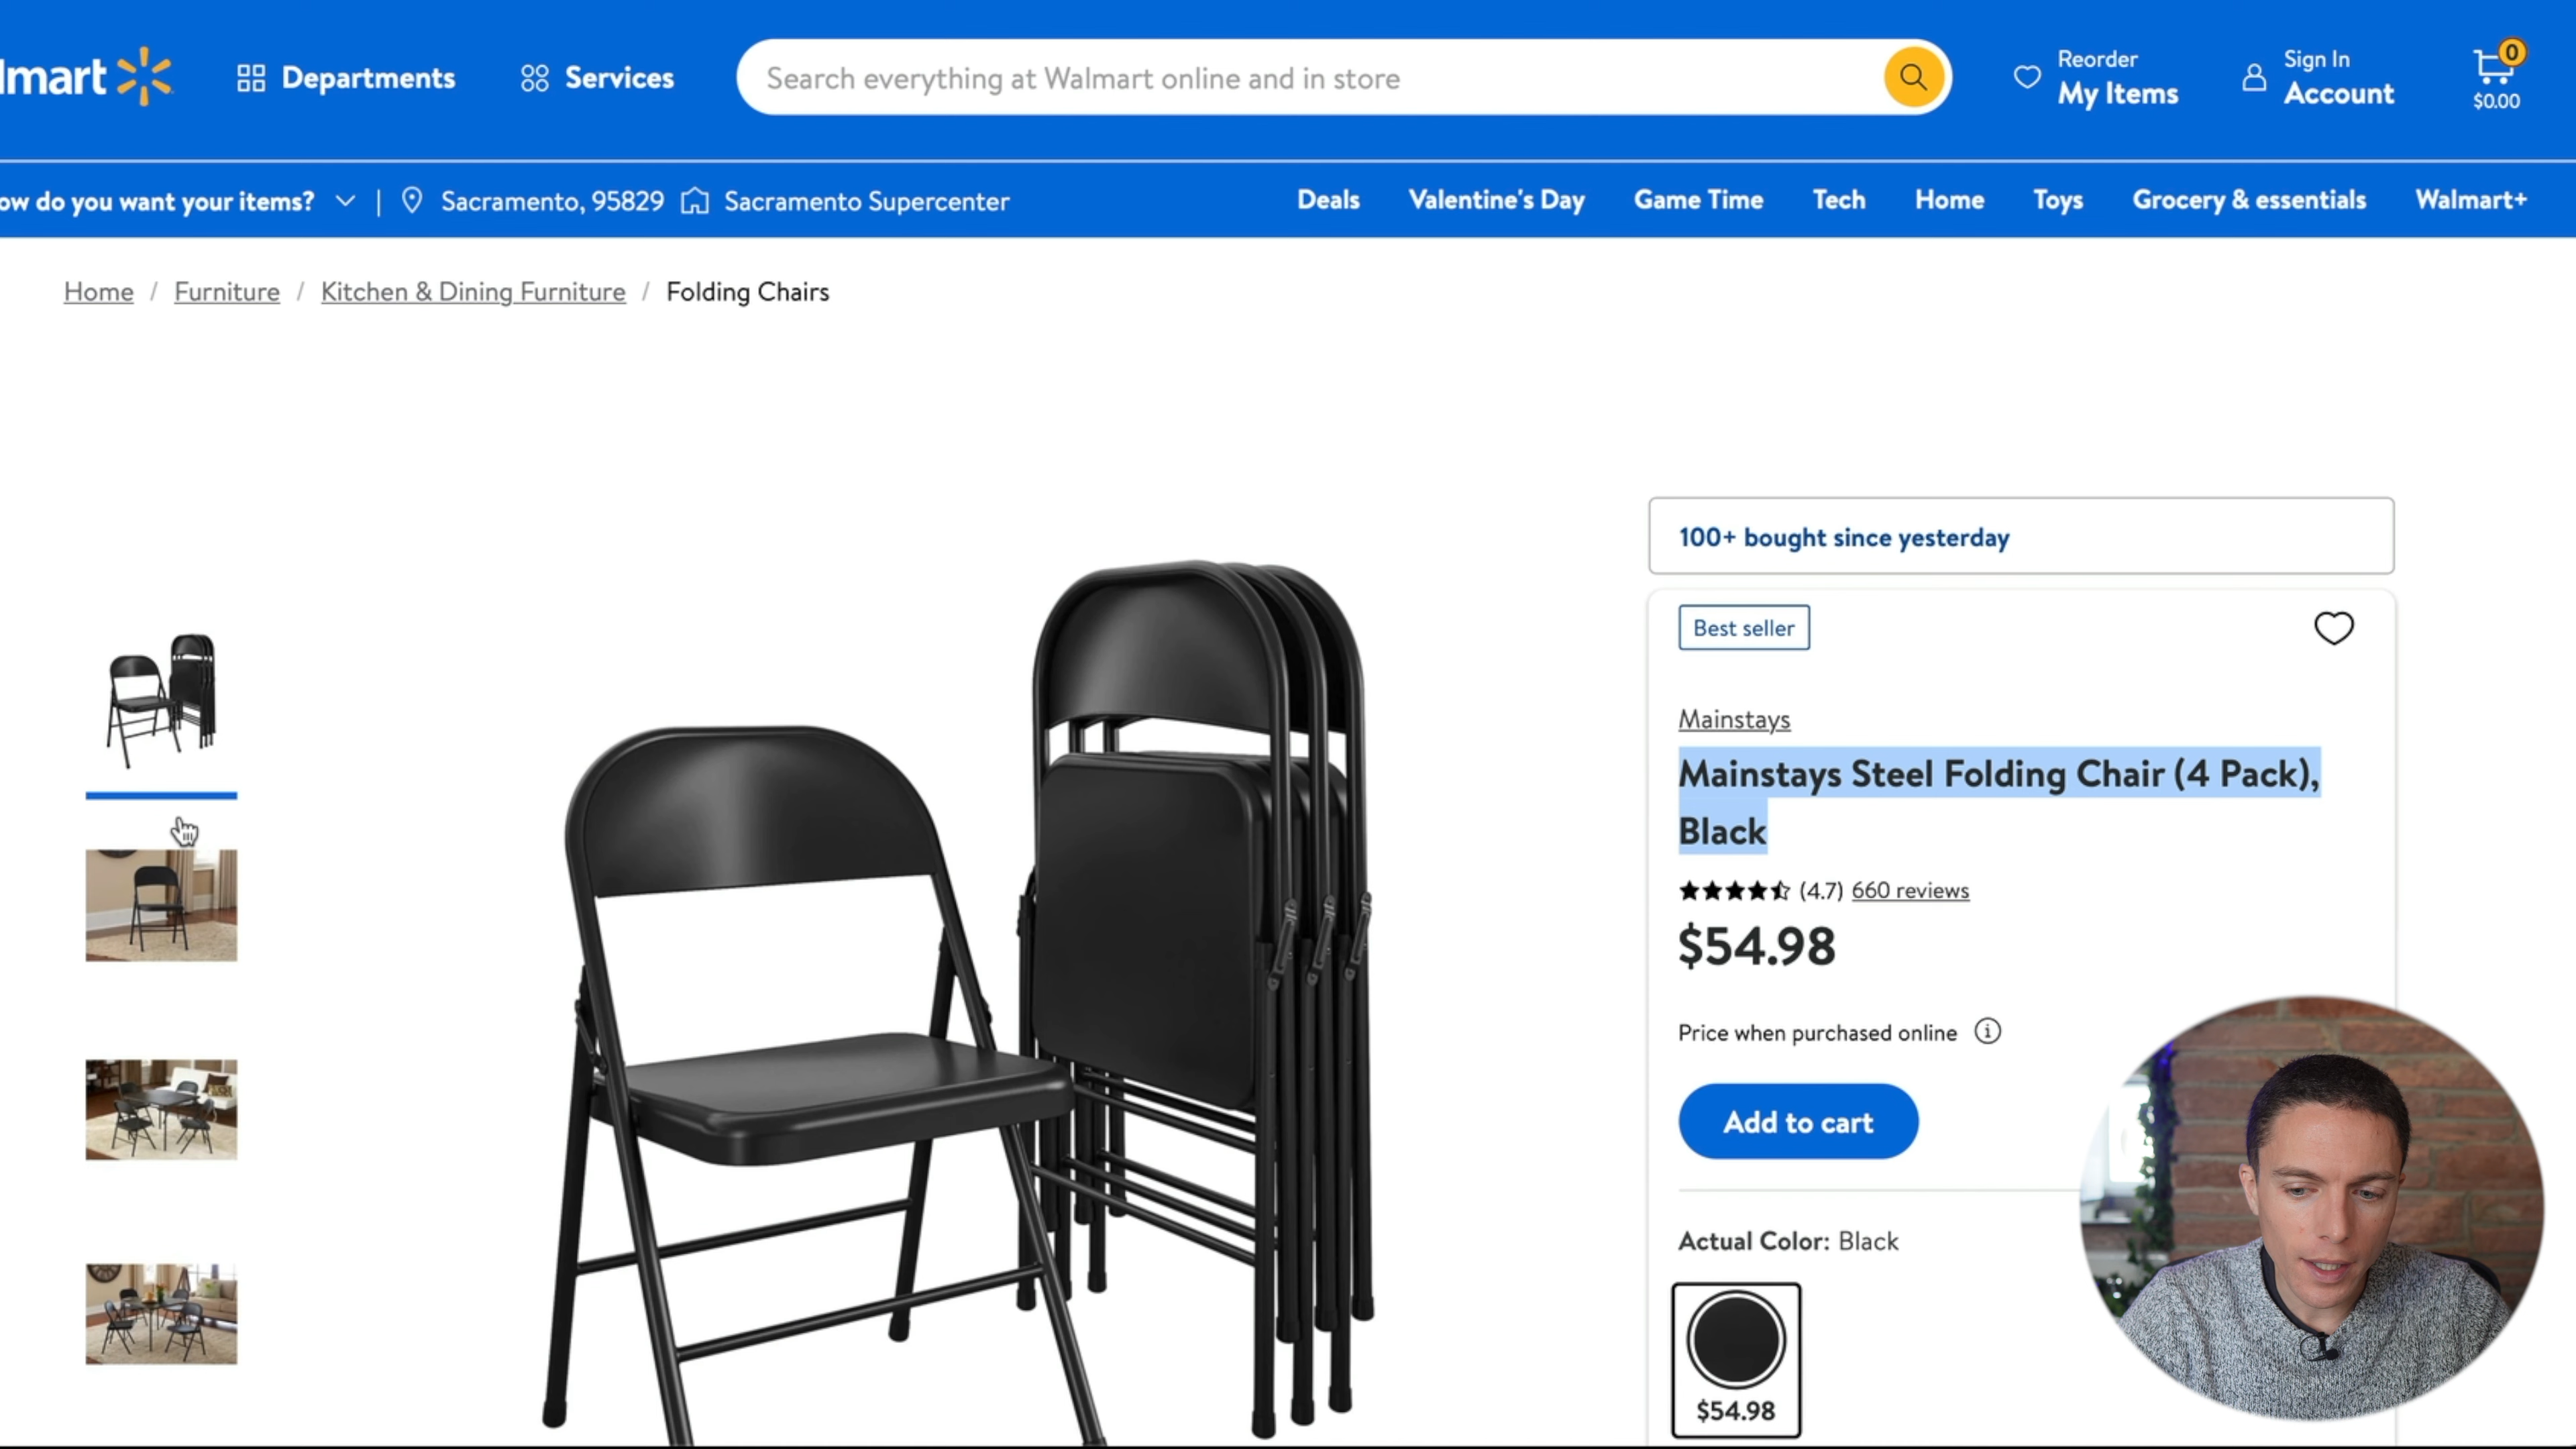 lmart
Departments
Services
Search everything at Walmart online and in store
Reorder
My Items
Sign In
Account
0
$0.00
ow do you want your items?
Sacramento, 95829
Sacramento Supercenter
Deals
Valentine's Day
Game Time
Tech
Home
Toys
Grocery & essentials
Walmart+
Home / Furniture / Kitchen & Dining Furniture / Folding Chairs
100+ bought since yesterday
Best seller
Mainstays
Mainstays Steel Folding Chair (4 Pack),
Black
(4.7) 660 reviews
$54.98
Price when purchased online
Add to cart
Actual Color: Black
$54.98